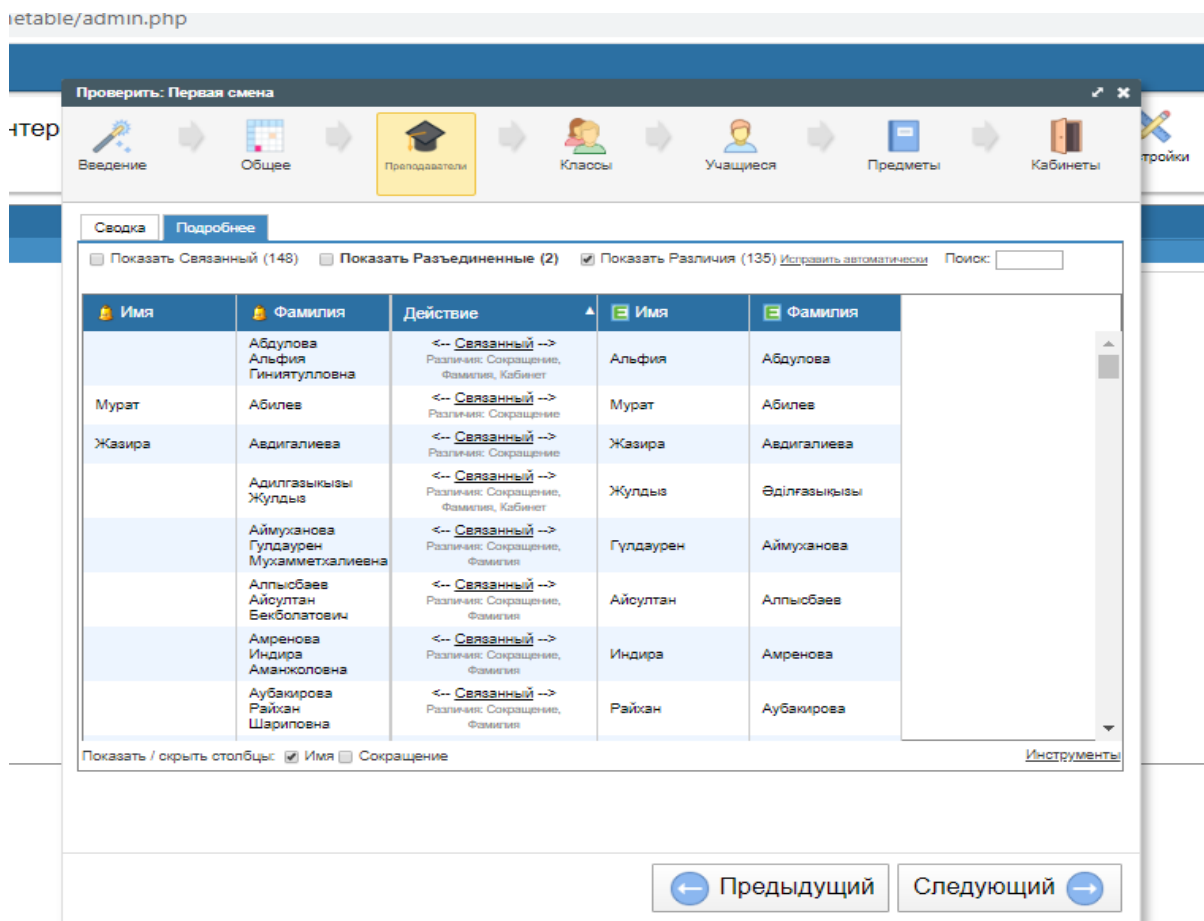 netable/admin.php
Проверить: Первая смена
нтер
Введение
Общее
Преподаватели
Классы
Учащиеся
Предметы
Кабинеты
стройки
Сводка Подробнее
Показать Связанный (148) Показать Разъединенные (2) Показать Различия (135) Исправить автоматически Поиск:
Имя Фамилия Действие Имя Фамилия
Абдулова
Альфия
Гиниятулловна
<-- Связанный -->
Различия: Сокращение,
Фамилия, Кабинет
Альфия Абдулова
Мурат Абилев
<-- Связанный -->
Различия: Сокращение
Мурат Абилев
Жазира Авдигалиева
<-- Связанный -->
Различия: Сокращение
Жазира Авдигалиева
Адилгазыкызы
Жулдыз
<-- Связанный -->
Различия: Сокращение,
Фамилия, Кабинет
Жулдыз Әділғазықызы
Аймуханова
Гулдаурен
Мухамметхалиевна
<-- Связанный -->
Различия: Сокращение,
Фамилия
Гүлдаурен Аймуханова
Алпысбаев
Айсултан
Бекболатович
<-- Связанный -->
Различия: Сокращение,
Фамилия
Айсултан Алпысбаев
Амренова
Индира
Аманжоловна
<-- Связанный -->
Различия: Сокращение,
Фамилия
Индира Амренова
Аубакирова
Райхан
Шариповна
<-- Связанный -->
Различия: Сокращение,
Фамилия
Райхан Аубакирова
Показать / скрыть столбцы: Имя Сокращение Инструменты
Предыдущий Следующий